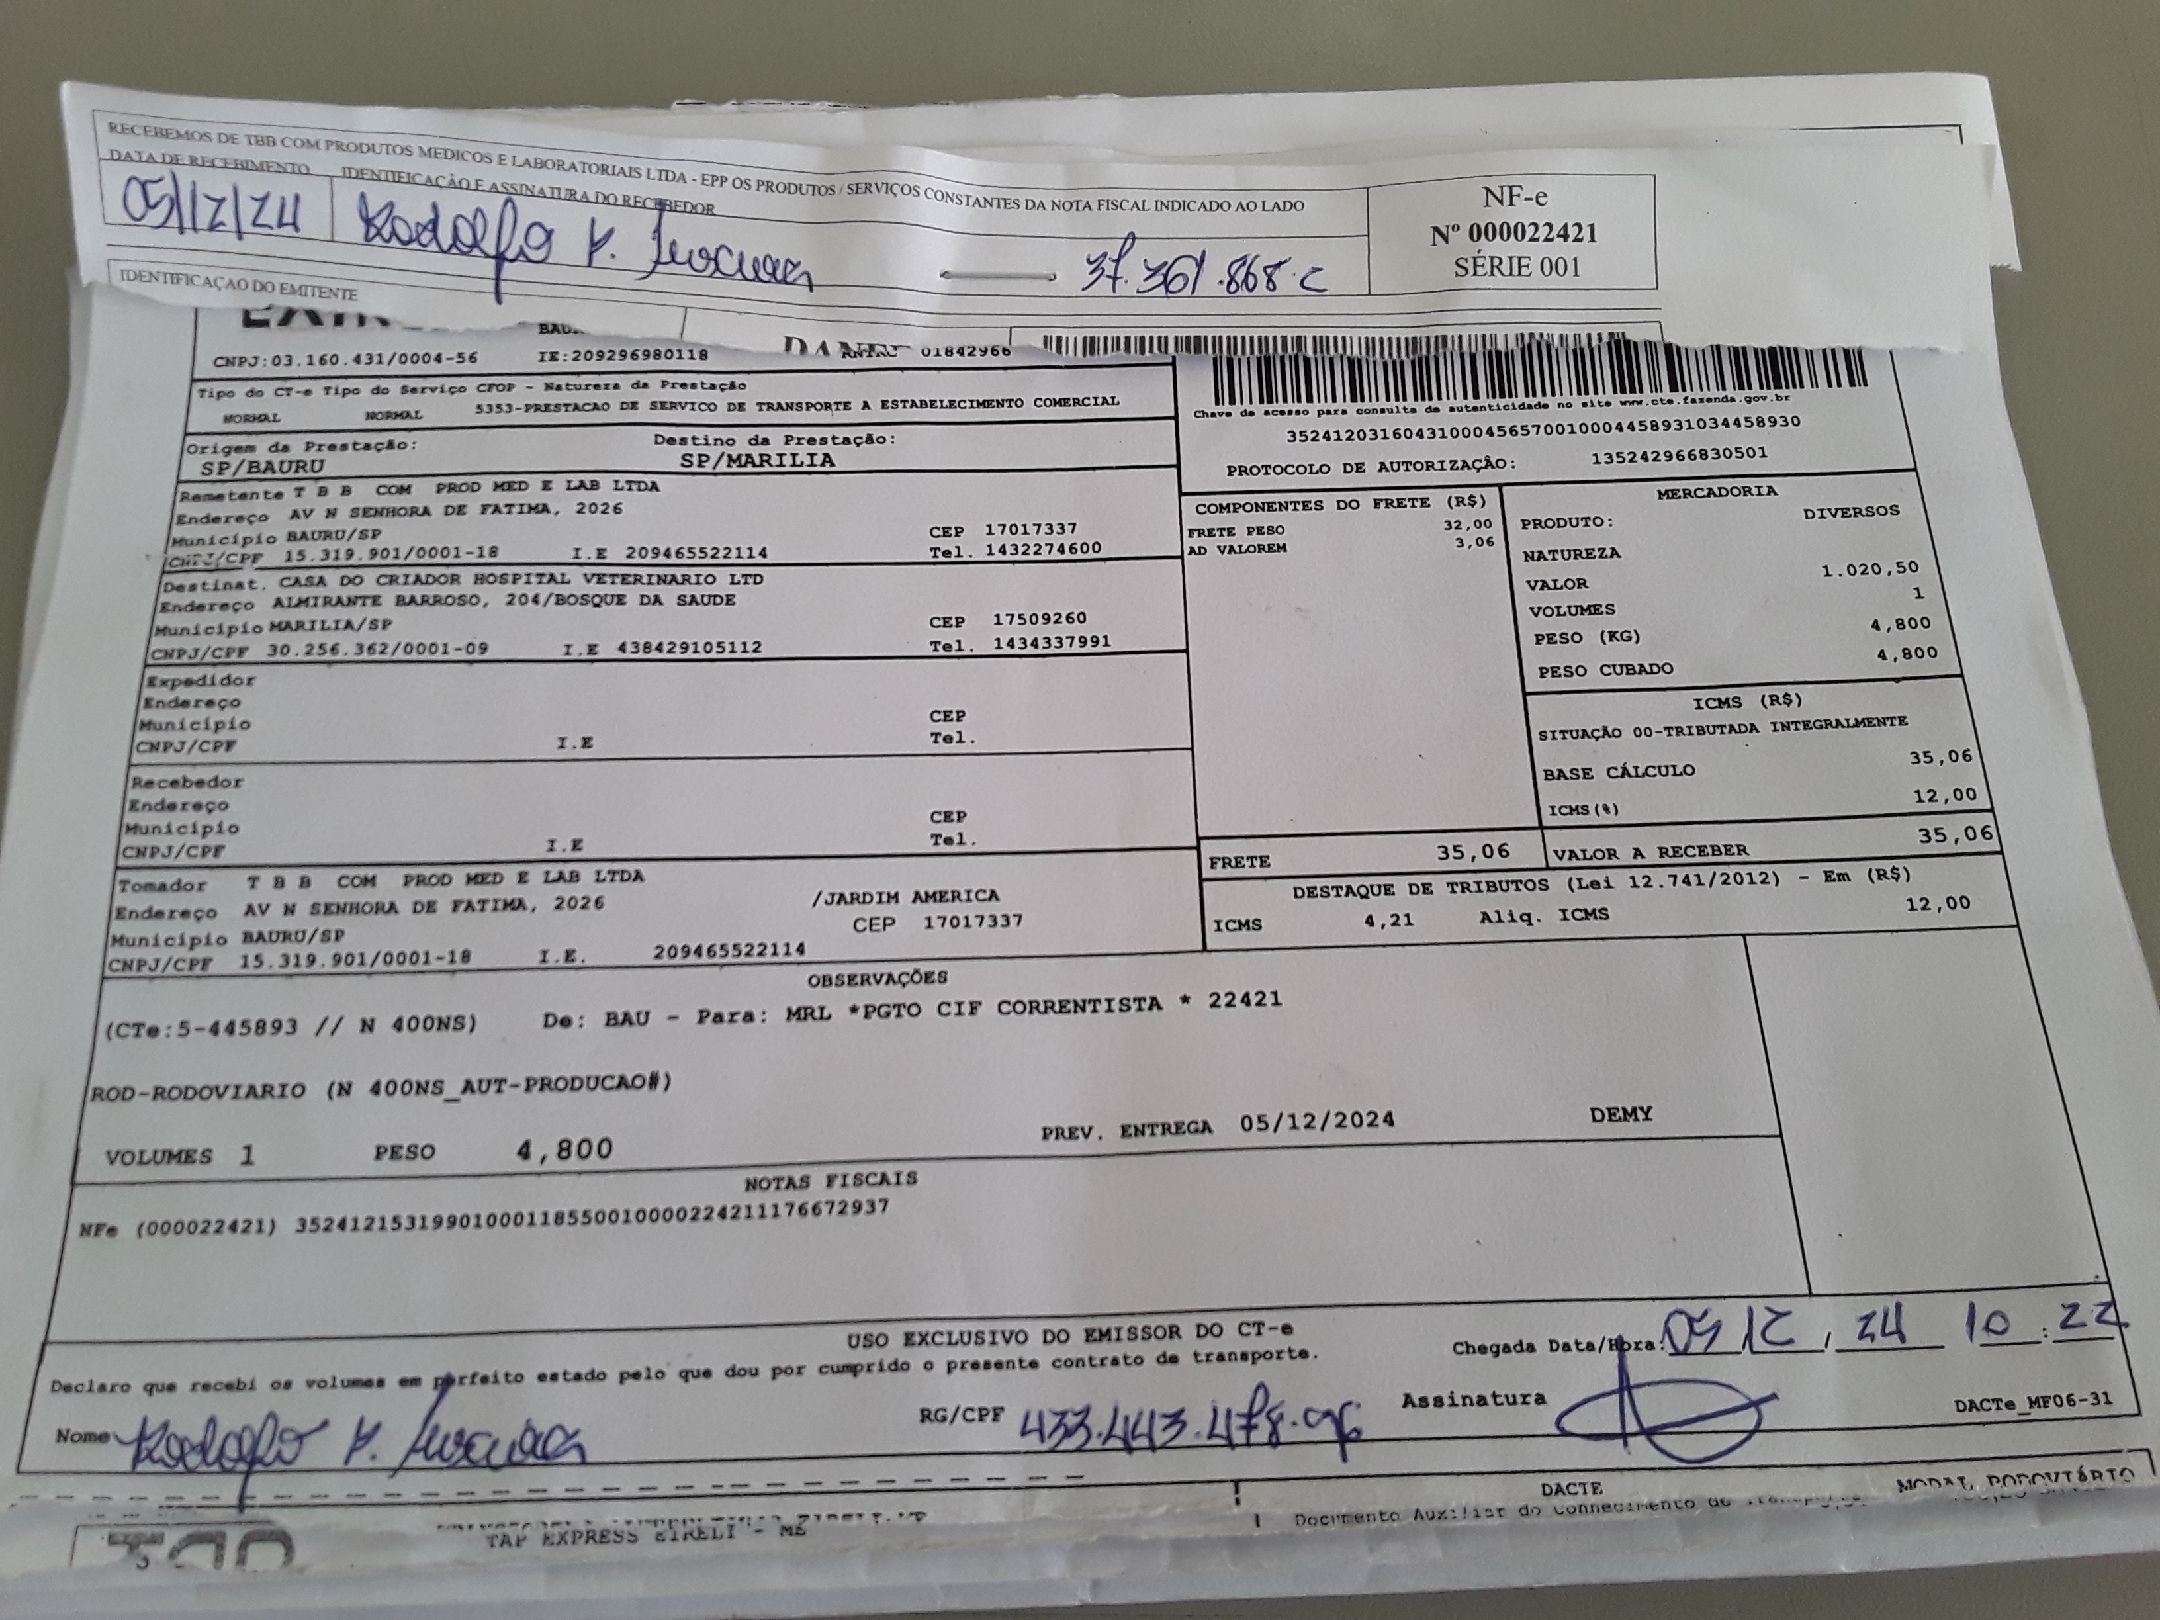 RECEBEMOS DE TBB COM PRODUTOS MEDICOS E LABORATORIAIS LTDA - EPP OS PRODUTOS / SERVIÇOS CONSTANTES DA NOTA FISCAL INDICADO AO LADO
DATA DE RECEBIMENTO IDENTIFICAÇÃO E ASSINATURA DO RECEBEDOR
05/12/24 Rodolfo P. 37.361.868-2
NF-e
Nº 000022421
SÉRIE 001
IDENTIFICAÇAO DO EMITENTE
CNPJ:03.160.431/0004-56 IE:209296980118 01842966
Tipo do CT-e Tipo do Serviço CFOP - Natureza da Prestação
NORMAL NORMAL 5353-PRESTACAO DE SERVICO DE TRANSPORTE A ESTABELECIMENTO COMERCIAL
Chave de acesso para consulta de autenticidade no site www.cte.fazenda.gov.br
35241203160431000456570010004458931034458930
PROTOCOLO DE AUTORIZAÇÃO: 135242966830501
Origem da Prestação: Destino da Prestação:
SP/BAURU SP/MARILIA
Remetente T B B COM PROD MED E LAB LTDA
Endereço AV N SENHORA DE FATIMA, 2026
Município BAURU/SP CEP 17017337
CNPJ/CPF 15.319.901/0001-18 I.E 209465522114 Tel. 1432274600
Destinat. CASA DO CRIADOR HOSPITAL VETERINARIO LTD
Endereço ALMIRANTE BARROSO, 204/BOSQUE DA SAUDE
Município MARILIA/SP CEP 17509260
CNPJ/CPF 30.256.362/0001-09 I.E 438429105112 Tel. 1434337991
Expedidor
Endereço
Município CEP
CNPJ/CPF I.E Tel.
Recebedor
Endereço
Município CEP
CNPJ/CPF I.E Tel.
Tomador T B B COM PROD MED E LAB LTDA
Endereço AV N SENHORA DE FATIMA, 2026 /JARDIM AMERICA
Município BAURU/SP CEP 17017337
CNPJ/CPF 15.319.901/0001-18 I.E. 209465522114
COMPONENTES DO FRETE (R$)
FRETE PESO 32,00
AD VALOREM 3,06
MERCADORIA
PRODUTO: DIVERSOS
NATUREZA
VALOR 1.020,50
VOLUMES 1
PESO (KG) 4,800
PESO CUBADO 4,800
ICMS (R$)
SITUAÇÃO 00-TRIBUTADA INTEGRALMENTE
BASE CÁLCULO 35,06
ICMS(%) 12,00
FRETE 35,06 VALOR A RECEBER 35,06
DESTAQUE DE TRIBUTOS (Lei 12.741/2012) - Em (R$)
ICMS 4,21 Aliq. ICMS 12,00
OBSERVAÇÕES
(CTe:5-445893 // N 400NS) De: BAU - Para: MRL *PGTO CIF CORRENTISTA * 22421
ROD-RODOVIARIO (N 400NS_AUT-PRODUCAO#)
VOLUMES 1 PESO 4,800 PREV. ENTREGA 05/12/2024 DEMY
NOTAS FISCAIS
NFe (000022421) 35241215319901000118550010000224211176672937
USO EXCLUSIVO DO EMISSOR DO CT-e
Declaro que recebi os volumes em perfeito estado pelo que dou por cumprido o presente contrato de transporte.
Chegada Data/Hora: 05/12, 24 10:22
Nome Rodolfo P. RG/CPF 433.443.478-96 Assinatura
DACTe_MF06-31
DACTE
MODAL RODOVIÁRIO
TAP EXPRESS EIRELI - ME
Documento Auxiliar do Conhecimento de